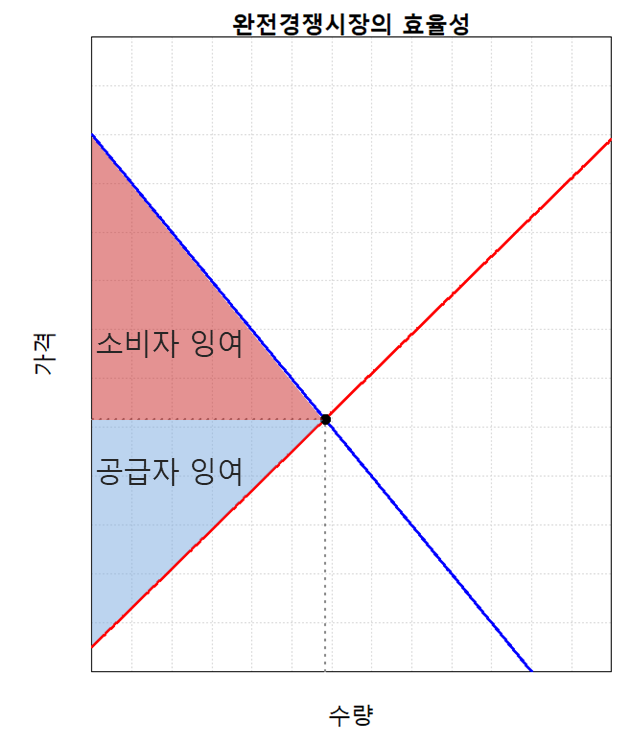 완전경쟁시장의 효율성
소비자 잉여
가격
공급자 잉여
수량